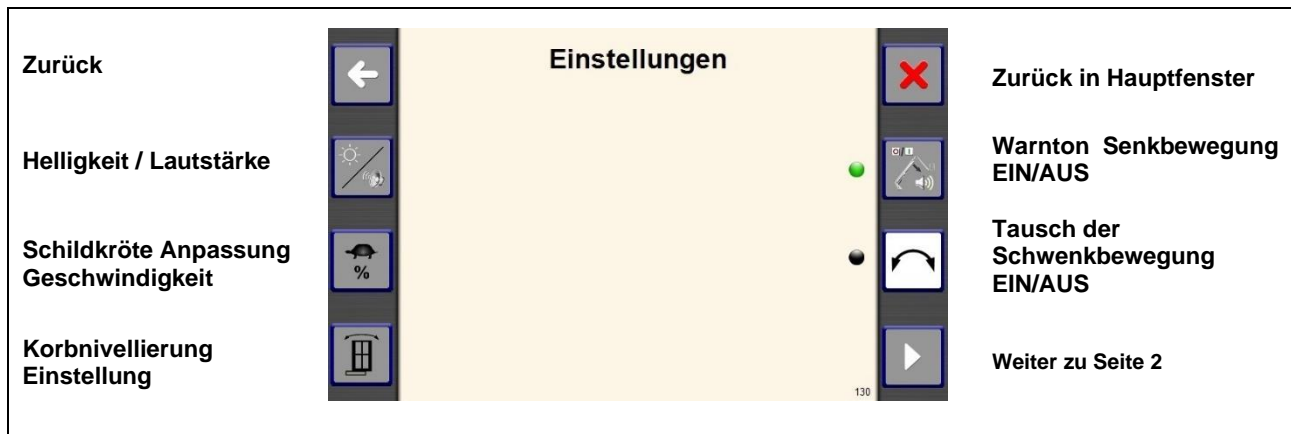 Zurück
Helligkeit / Lautstärke
Schildkröte Anpassung
Geschwindigkeit
Korbnivellierung
Einstellung
Einstellungen
%
130
Zurück in Hauptfenster
Warnton Senkbewegung
EIN/AUS
Tausch der
Schwenkbewegung
EIN/AUS
Weiter zu Seite 2